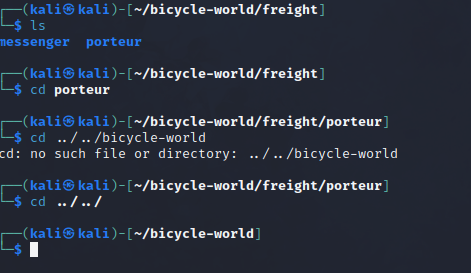 ┌──(kali㉿kali)-[~/bicycle-world/freight]
└─$ ls
messenger  porteur
┌──(kali㉿kali)-[~/bicycle-world/freight]
└─$ cd porteur
┌──(kali㉿kali)-[~/bicycle-world/freight/porteur]
└─$ cd ../../bicycle-world
cd: no such file or directory: ../../bicycle-world
┌──(kali㉿kali)-[~/bicycle-world/freight/porteur]
└─$ cd ../../
┌──(kali㉿kali)-[~/bicycle-world]
└─$